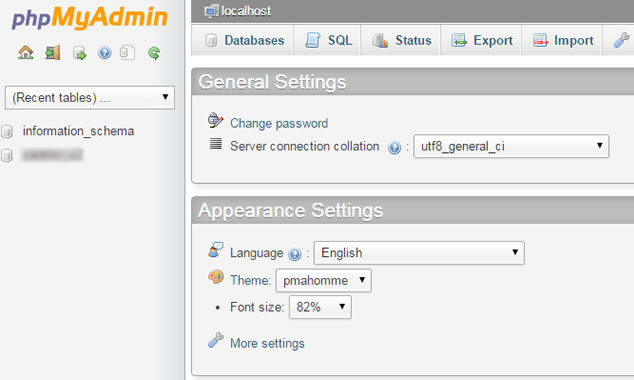 phpMyAdmin
(Recent tables) ...
information_schema
localhost
Databases SQL Status Export Import
General Settings
Change password
Server connection collation : utf8_general_ci
Appearance Settings
Language : English
Theme: pmahomme
Font size: 82%
More settings